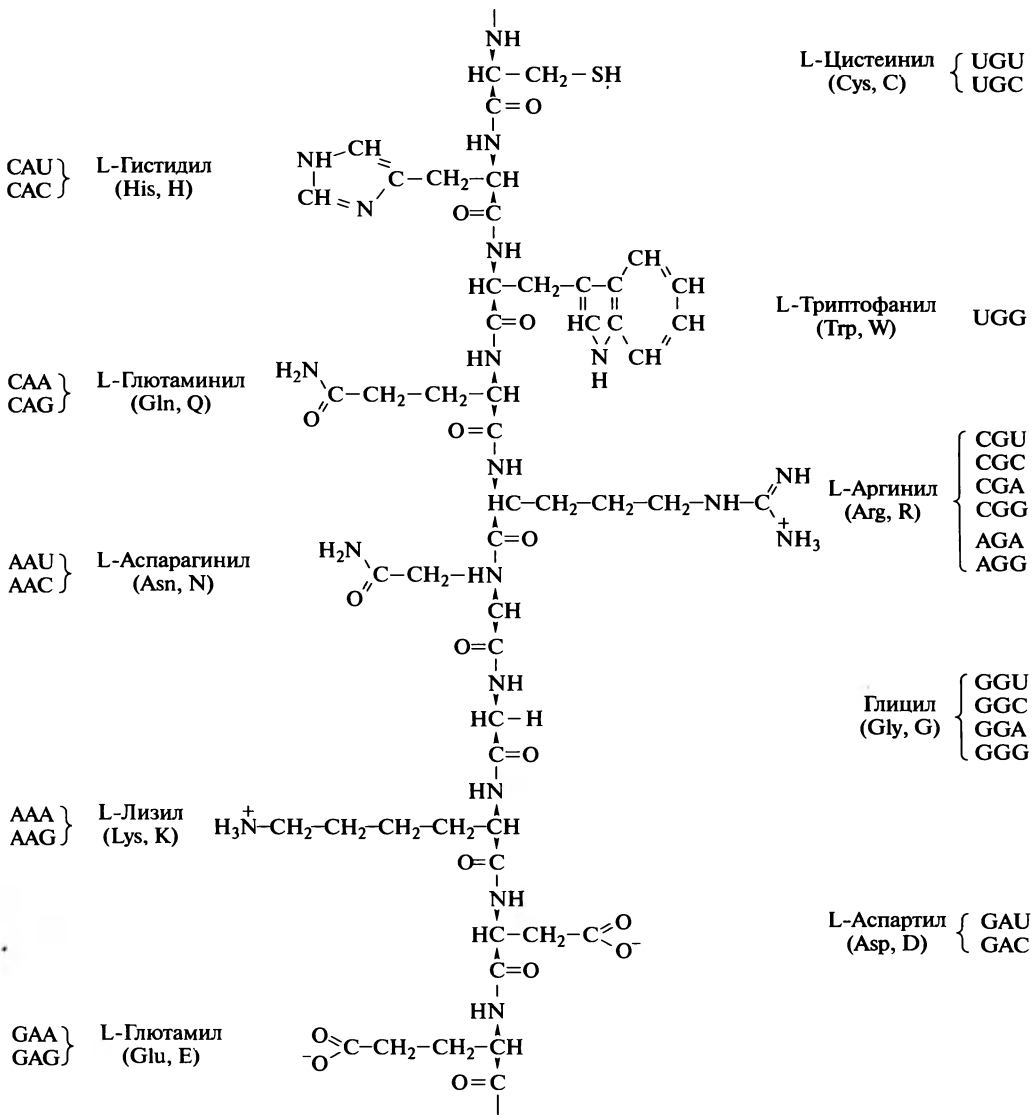 NH
HC–CH₂–SH
C=O
L-Цистеинил
(Cys, C)
UGU
UGC
HN
CAU
CAC
L-Гистидил
(His, H)
CH
NH
C–CH₂–CH
CH=N
O=C
NH
CH
HC–CH₂–C–C
CH
C=O
HC C
CH
L-Триптофанил
(Trp, W)
UGG
HN
N
H
CH
CAA
CAG
L-Глютаминил
(Gln, Q)
H₂N
C–CH₂–CH₂–CH
O
O=C
NH
HC–CH₂–CH₂–CH₂–NH–C
NH
NH₃
+
C=O
L-Аргинил
(Arg, R)
CGU
CGC
CGA
CGG
AGA
AGG
AAU
AAC
L-Аспарагинил
(Asn, N)
H₂N
C–CH₂–HN
O
CH
O=C
NH
HC–H
C=O
Глицил
(Gly, G)
GGU
GGC
GGA
GGG
HN
AAA
AAG
L-Лизил
(Lys, K)
+
H₃N–CH₂–CH₂–CH₂–CH₂–CH
O=C
NH
HC–CH₂–C
O
O⁻
C=O
L-Аспартил
(Asp, D)
GAU
GAC
HN
GAA
GAG
L-Глютамил
(Glu, E)
O
⁻O
C–CH₂–CH₂–CH
O=C